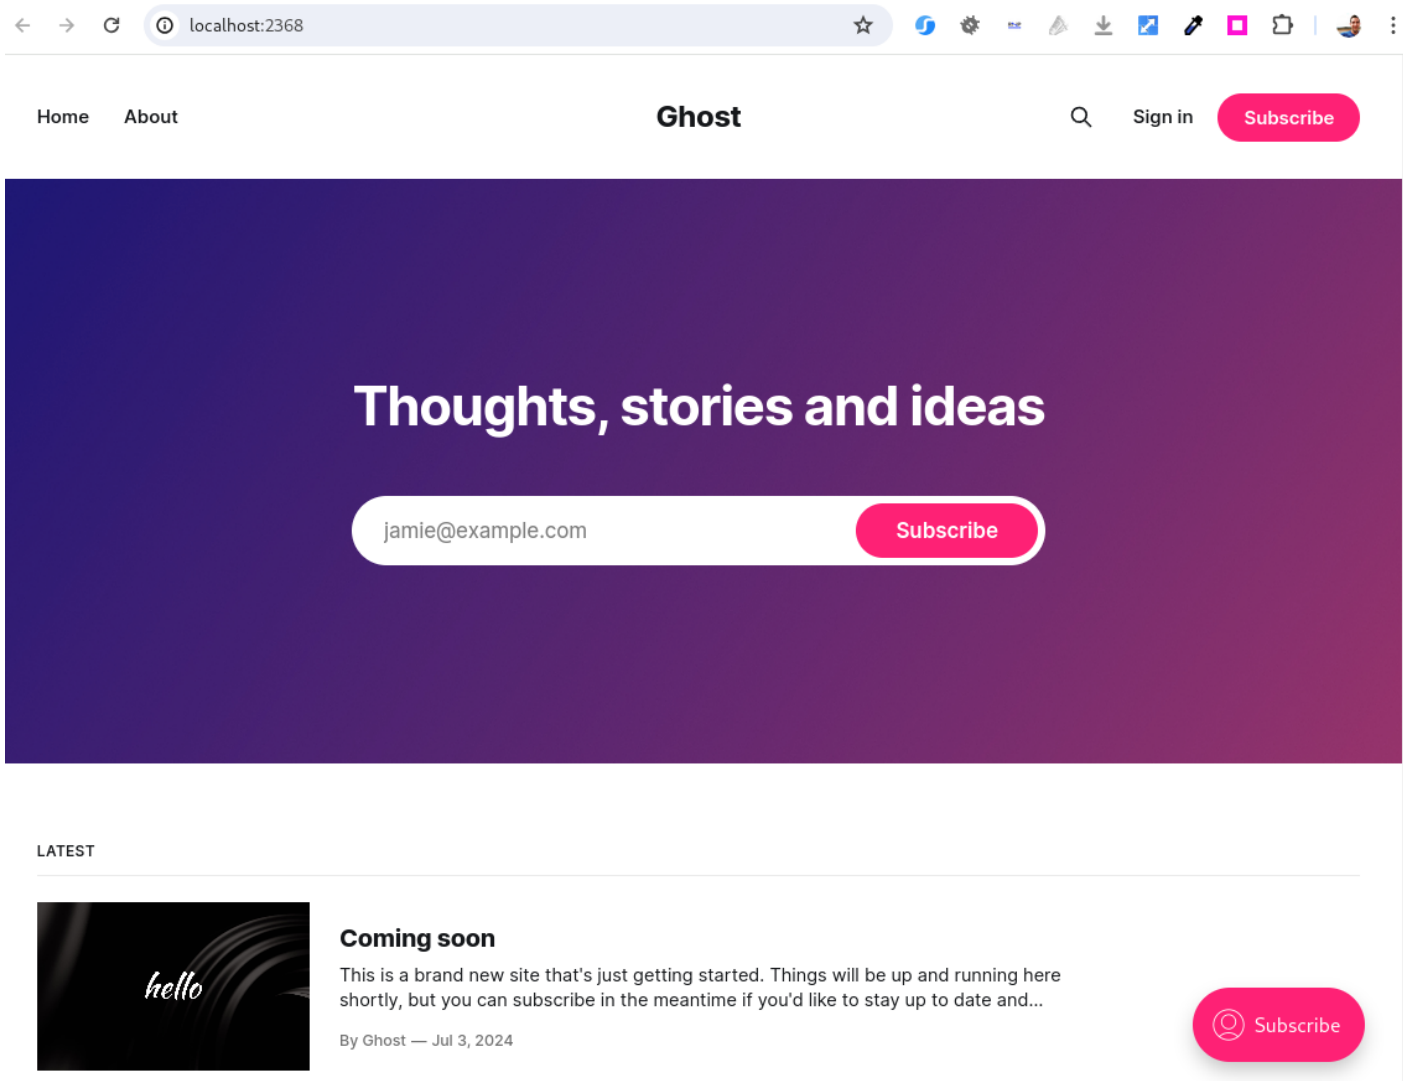 localhost:2368
Home About Ghost Sign in Subscribe
Thoughts, stories and ideas
jamie@example.com Subscribe
LATEST
hello
Coming soon
This is a brand new site that's just getting started. Things will be up and running here
shortly, but you can subscribe in the meantime if you'd like to stay up to date and...
By Ghost — Jul 3, 2024
Subscribe